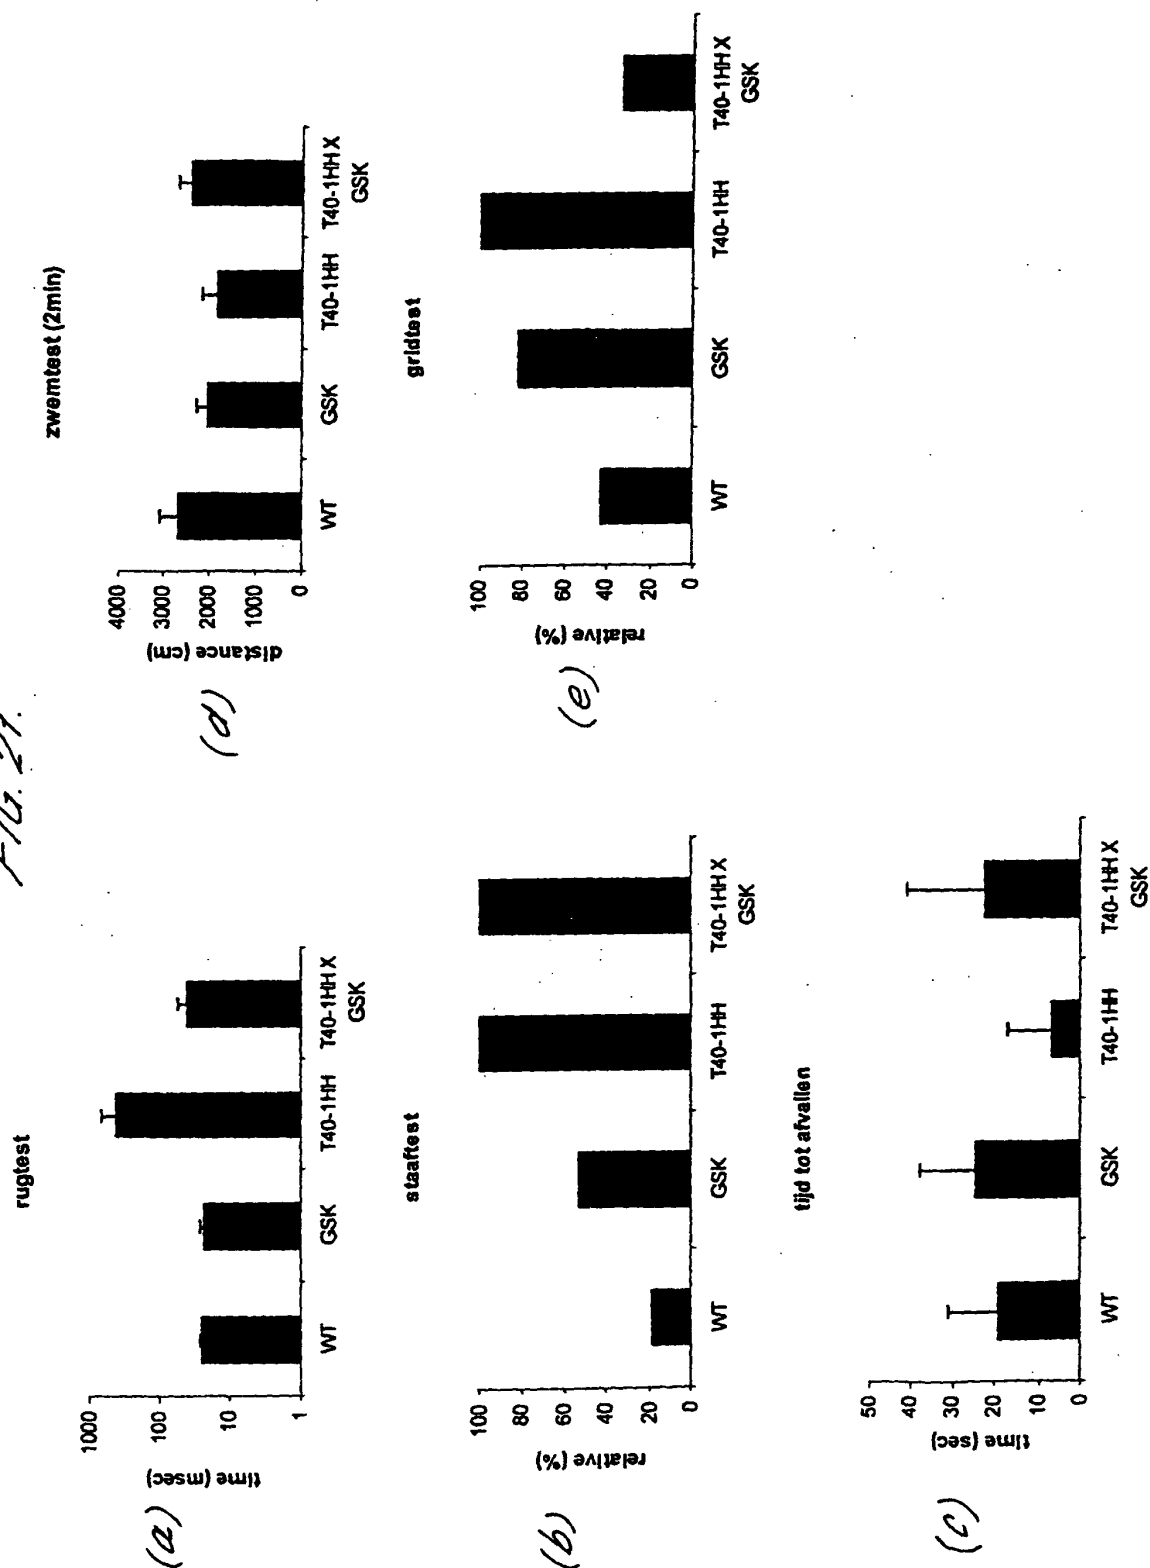 FIG.
rugtest
(a)
time (msec)
1000
100
10
1
WT
GSK
T40-1HH
T40-1HH X
GSK
staaftest
(b)
relative (%)
100
80
60
40
20
0
WT
GSK
T40-1HH
T40-1HH X
GSK
tijd tot afvallen
(c)
time (sec)
50
40
30
20
10
0
WT
GSK
T40-1HH
T40-1HH X
GSK
zwemtest (2min)
(d)
distance (cm)
4000
3000
2000
1000
0
WT
GSK
T40-1HH
T40-1HH X
GSK
gridtest
(e)
relative (%)
100
80
60
40
20
0
WT
GSK
T40-1HH
T40-1HH X
GSK